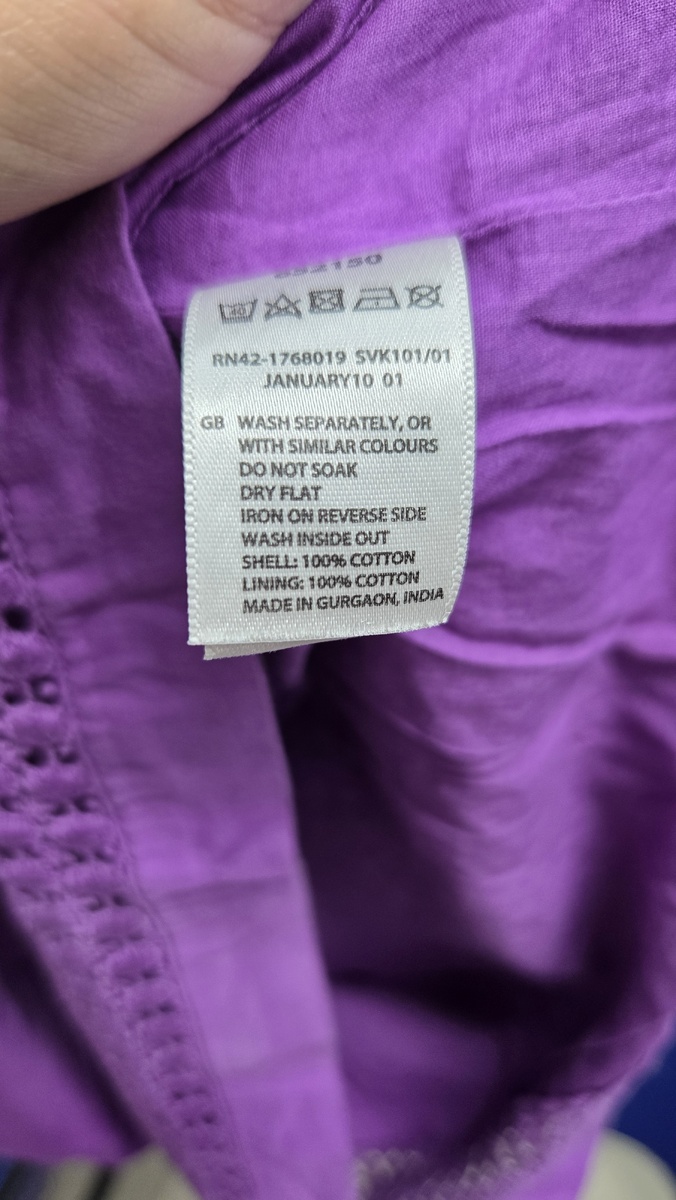 40
RN42-1768019 SVK101/01
JANUARY10 01
GB WASH SEPARATELY, OR
WITH SIMILAR COLOURS
DO NOT SOAK
DRY FLAT
IRON ON REVERSE SIDE
WASH INSIDE OUT
SHELL: 100% COTTON
LINING: 100% COTTON
MADE IN GURGAON, INDIA